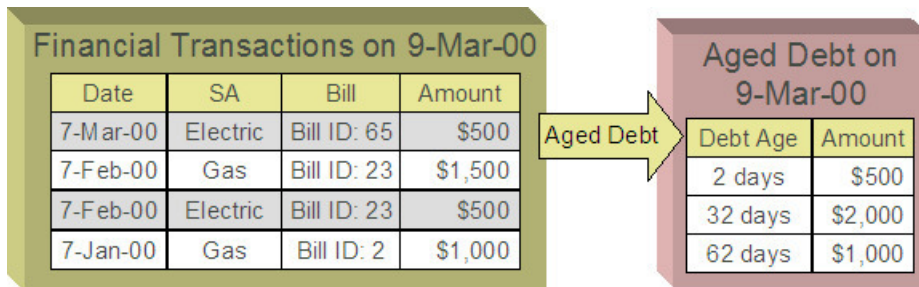 Financial Transactions on 9-Mar-00
Date SA Bill Amount
7-Mar-00 Electric Bill ID: 65 $500
7-Feb-00 Gas Bill ID: 23 $1,500
7-Feb-00 Electric Bill ID: 23 $500
7-Jan-00 Gas Bill ID: 2 $1,000
Aged Debt
Aged Debt on
9-Mar-00
Debt Age Amount
2 days $500
32 days $2,000
62 days $1,000